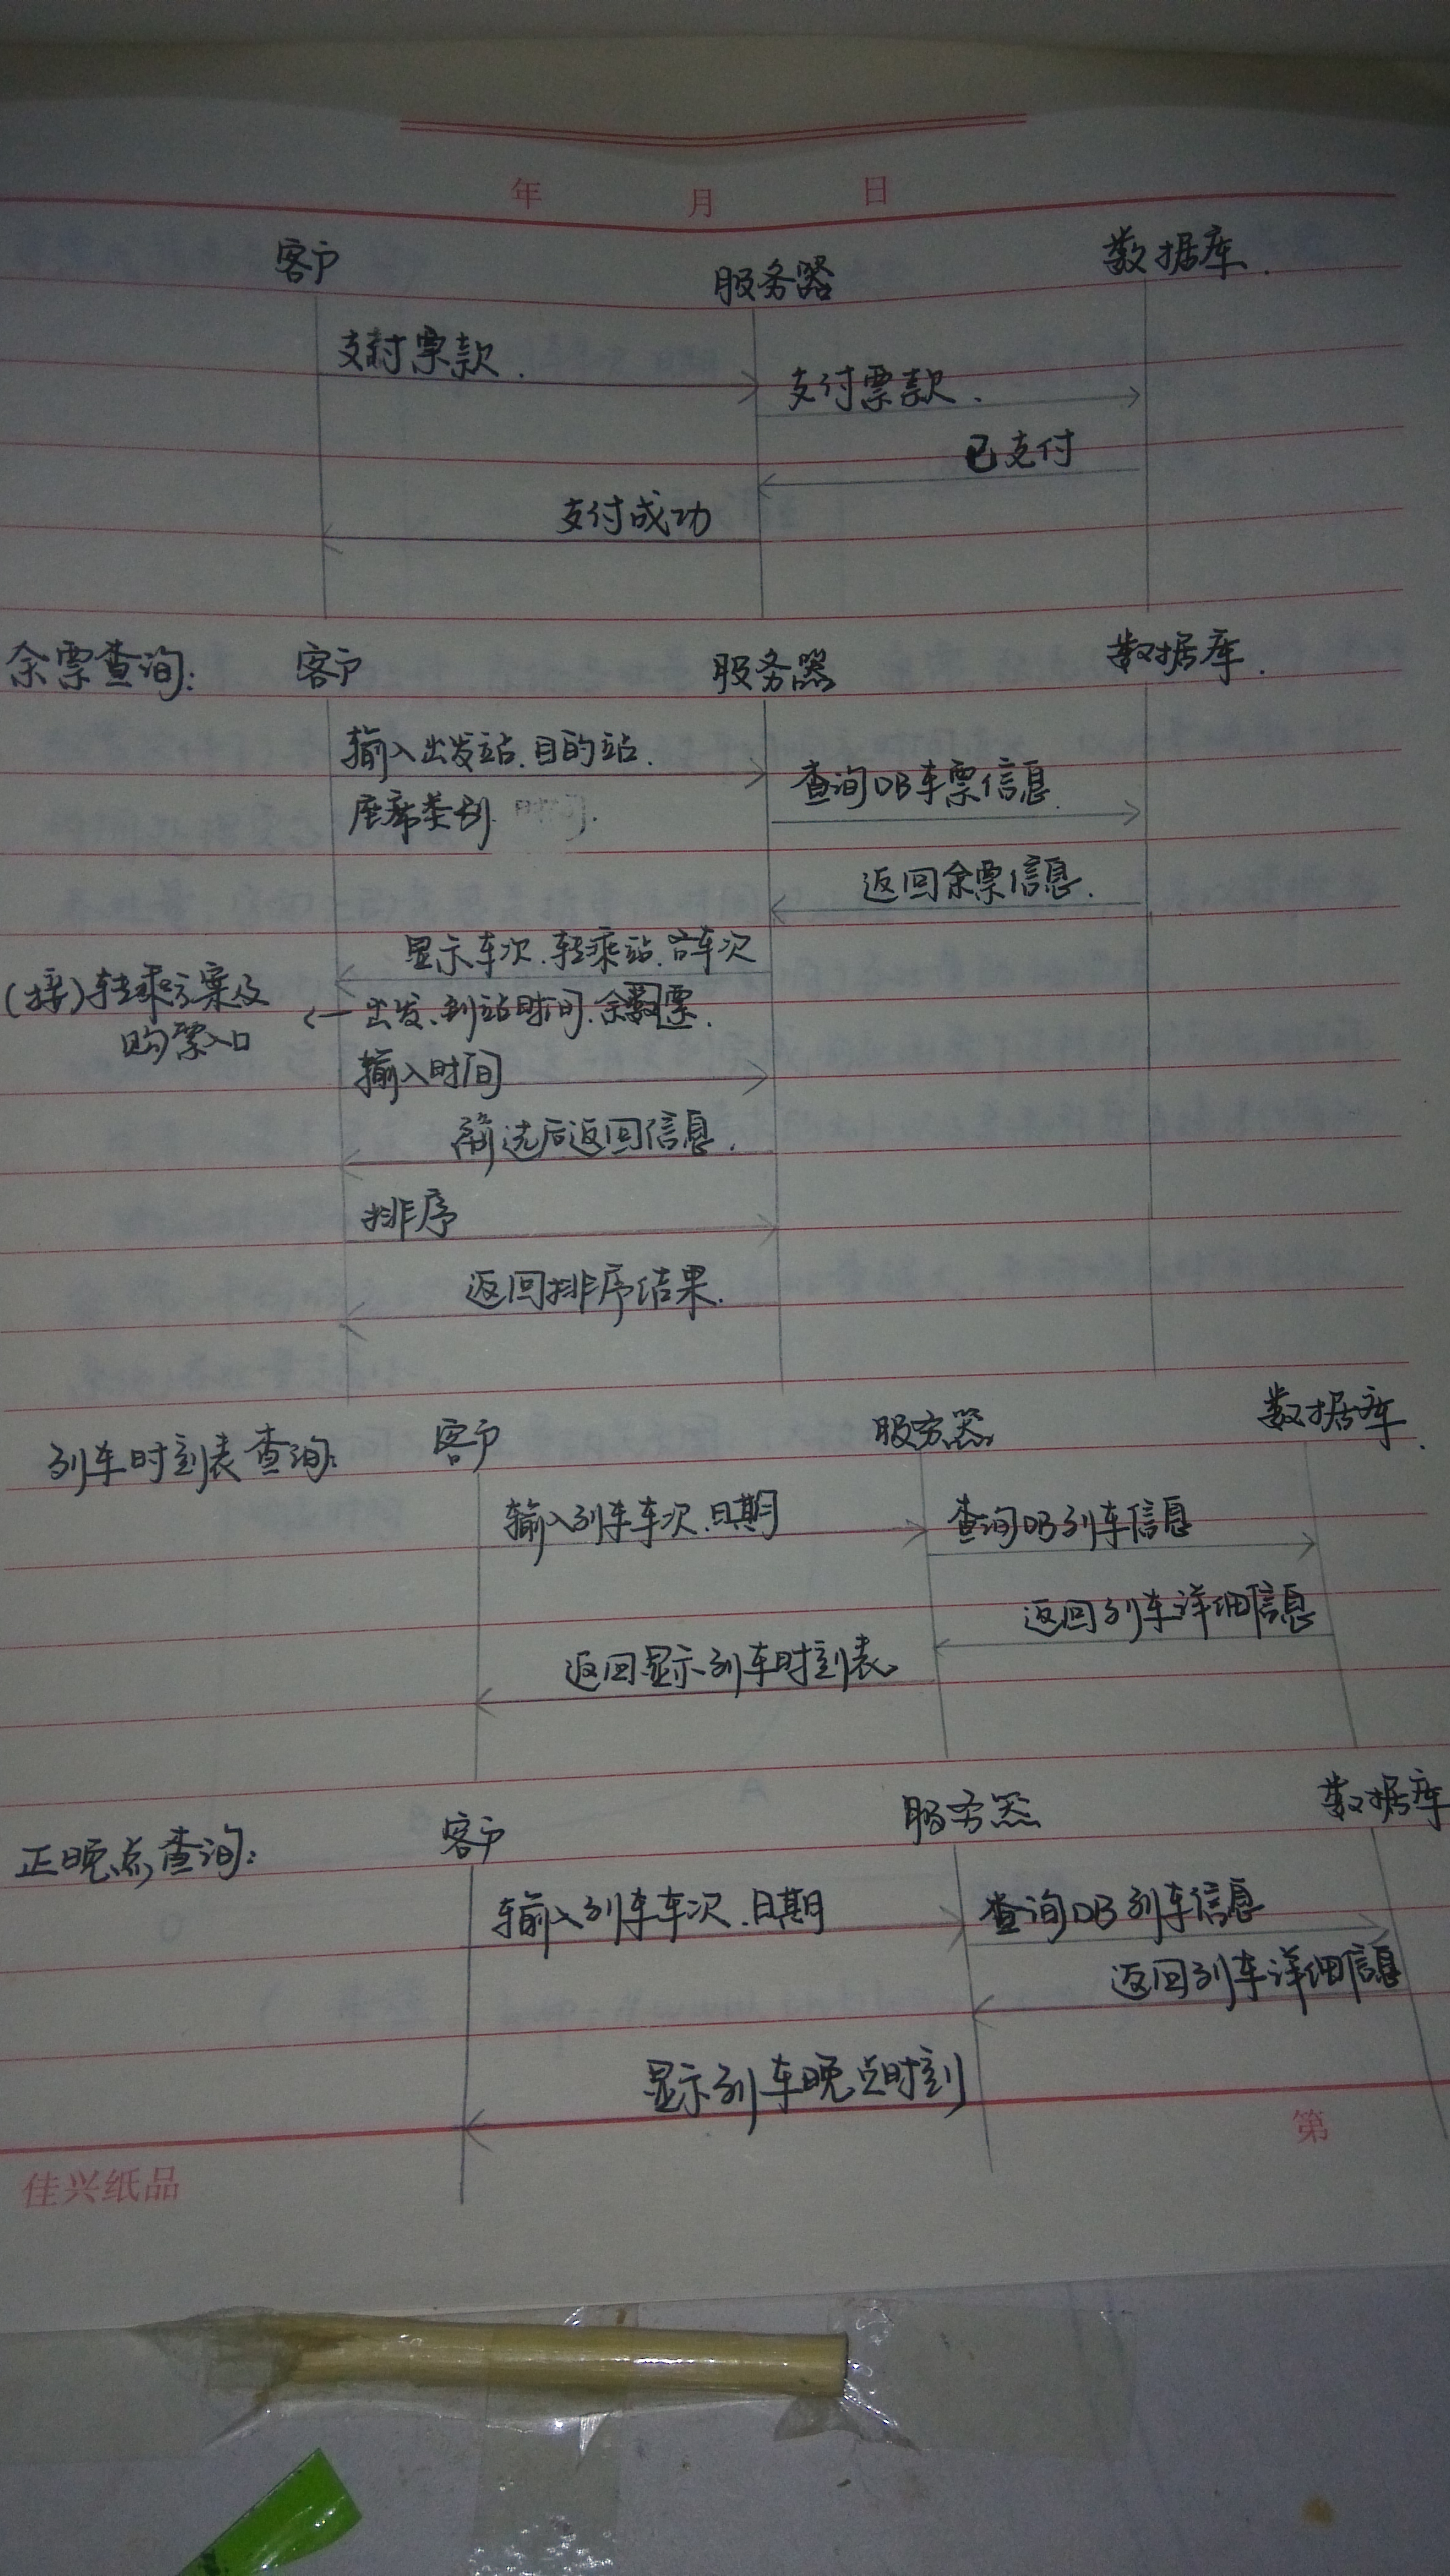 年 月 日
客户 服务器 数据库.
支付票款.
支付票款.
已支付
支付成功
余票查询: 客户 服务器 数据库.
输入出发站.目的站.
座席类别.
查询DB车票信息.
返回余票信息.
显示车次.转乘站.各车次
出发、到站时间.余票.
(接)转乘方案及
购票入口
输入时间
筛选后返回信息.
排序
返回排序结果.
列车时刻表查询: 客户 服务器 数据库.
输入列车车次.日期
查询DB列车信息
返回列车详细信息
返回显示列车时刻表。
正晚点查询: 客户 服务器 数据库
输入列车车次.日期
查询DB列车信息
返回列车详细信息
显示列车晚点时刻
第
佳兴纸品